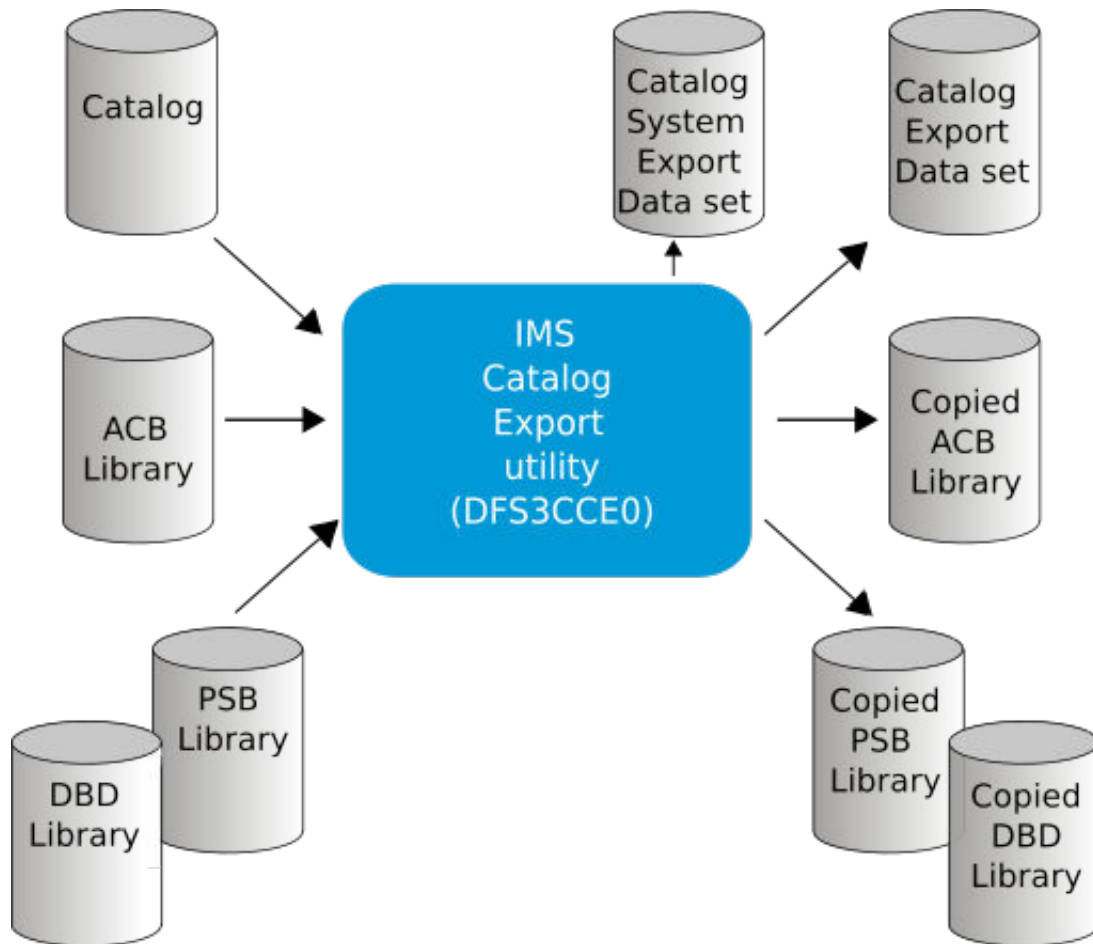 Catalog
Catalog
System
Export
Data set
Catalog
Export
Data set
IMS
Catalog
Export
utility
(DFS3CCE0)
ACB
Library
Copied
ACB
Library
PSB
Library
DBD
Library
Copied
PSB
Library
Copied
DBD
Library